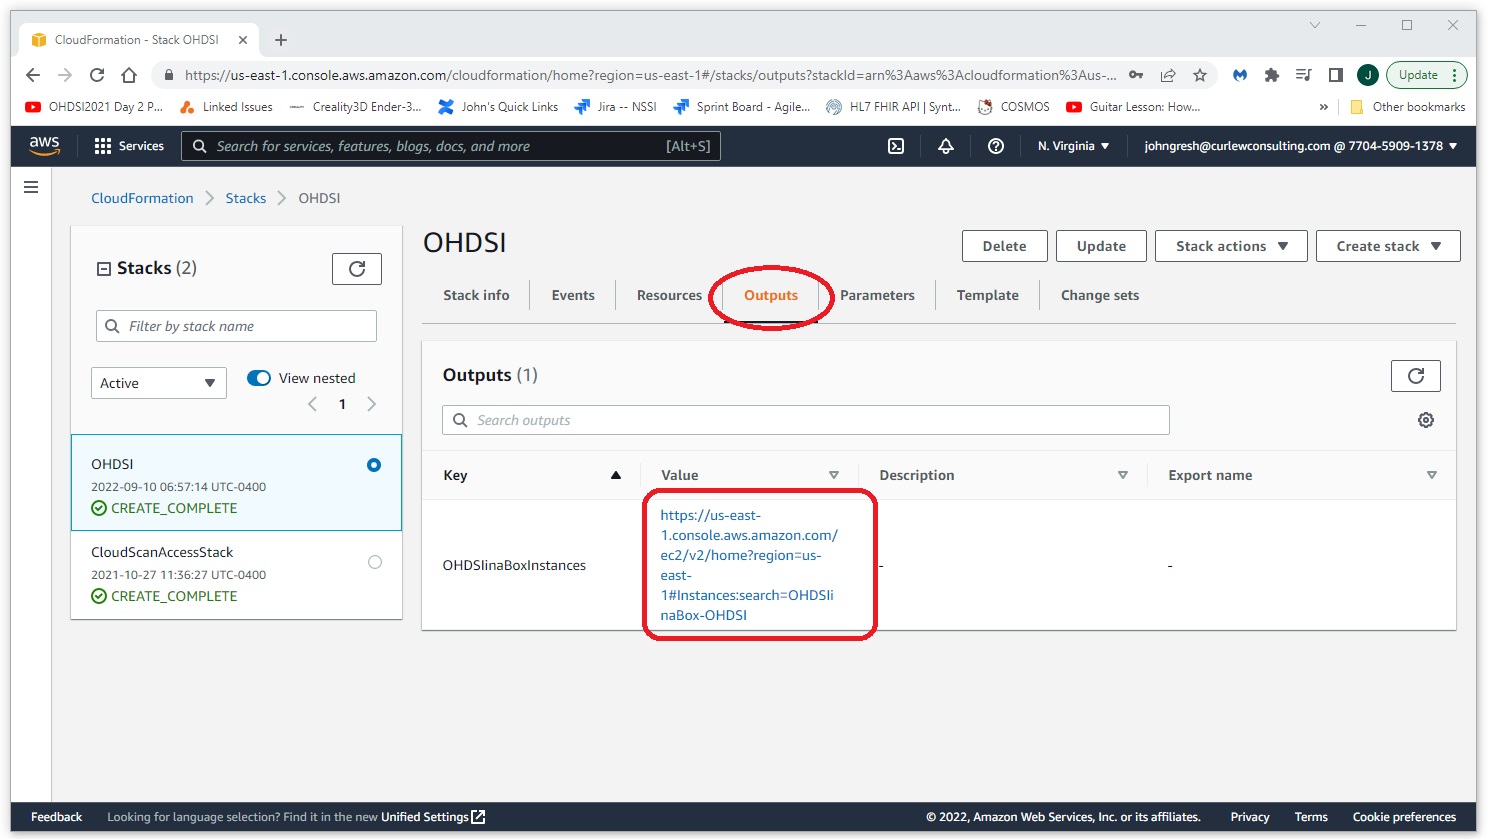 CloudFormation - Stack OHDSI
https://us-east-1.console.aws.amazon.com/cloudformation/home?region=us-east-1#/stacks/outputs?stackId=arn%3Aaws%3Acloudformation%3Aus-...
J
Update
OHDSI2021 Day 2 P...
Linked Issues
Creality3D Ender-3...
John's Quick Links
Jira -- NSSI
Sprint Board - Agile...
HL7 FHIR API | Synt...
COSMOS
Guitar Lesson: How...
»
Other bookmarks
aws
Services
Search for services, features, blogs, docs, and more
[Alt+S]
N. Virginia
johngresh@curlewconsulting.com @ 7704-5909-1378
CloudFormation
Stacks
OHDSI
Stacks (2)
Filter by stack name
Active
View nested
1
OHDSI
2022-09-10 06:57:14 UTC-0400
CREATE_COMPLETE
CloudScanAccessStack
2021-10-27 11:36:27 UTC-0400
CREATE_COMPLETE
OHDSI
Delete
Update
Stack actions
Create stack
Stack info
Events
Resources
Outputs
Parameters
Template
Change sets
Outputs (1)
Search outputs
Key
Value
Description
Export name
OHDSIinaBoxInstances
https://us-east-
1.console.aws.amazon.com/
ec2/v2/home?region=us-
east-
1#Instances:search=OHDSIi
naBox-OHDSI
-
-
Feedback
Looking for language selection? Find it in the new Unified Settings
© 2022, Amazon Web Services, Inc. or its affiliates.
Privacy
Terms
Cookie preferences